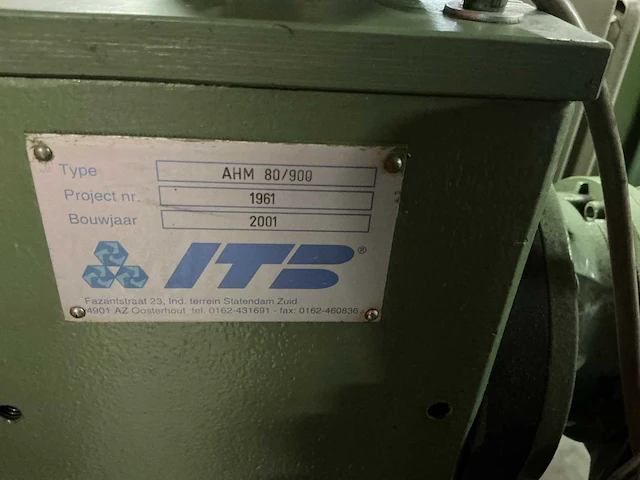 Type AHM 80/900
Project nr. 1961
Bouwjaar 2001
ITB®
Fazantstraat 23, Ind. terrein Statendam Zuid
4901 AZ Oosterhout tel. 0162-431691 - fax: 0162-460836